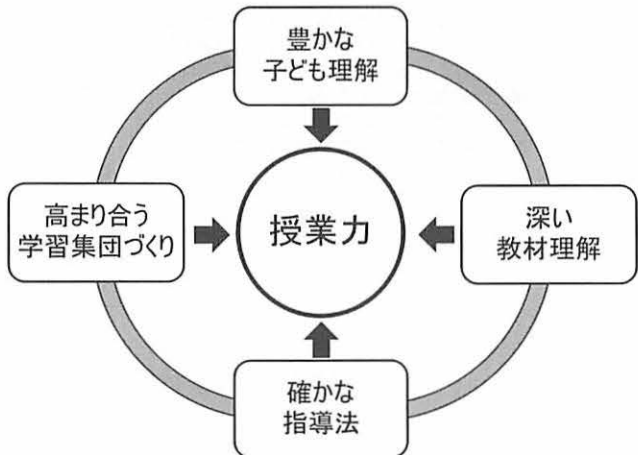 豊かな
子ども理解
高まり合う
学習集団づくり
授業力
深い
教材理解
確かな
指導法